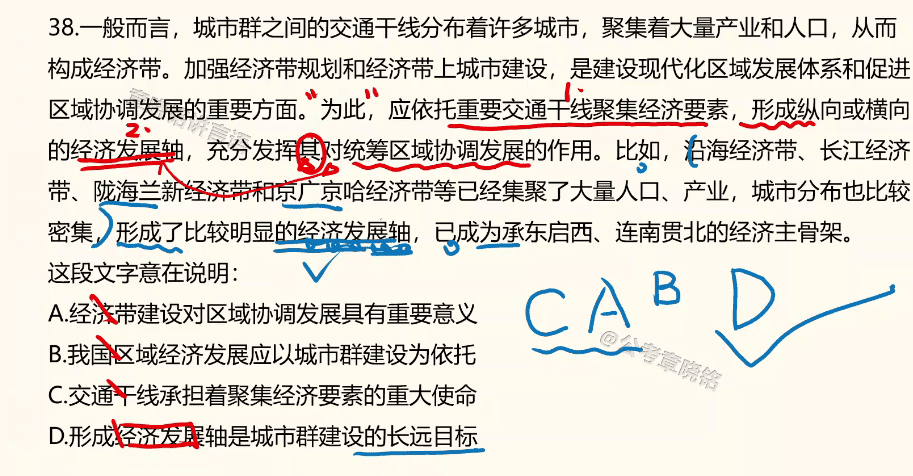 38.一般而言，城市群之间的交通干线分布着许多城市，聚集着大量产业和人口，从而
构成经济带。加强经济带规划和经济带上城市建设，是建设现代化区域发展体系和促进
区域协调发展的重要方面。为此，应依托重要交通干线聚集经济要素，形成纵向或横向
1.
2.
的经济发展轴，充分发挥其对统筹区域协调发展的作用。比如，沿海经济带、长江经济
带、陇海兰新经济带和京广京哈经济带等已经集聚了大量人口、产业，城市分布也比较
密集，形成了比较明显的经济发展轴，已成为承东启西、连南贯北的经济主骨架。
这段文字意在说明：
A.经济带建设对区域协调发展具有重要意义
B.我国区域经济发展应以城市群建设为依托
C.交通干线承担着聚集经济要素的重大使命
D.形成经济发展轴是城市群建设的长远目标
C A B D
@公考章晓铭